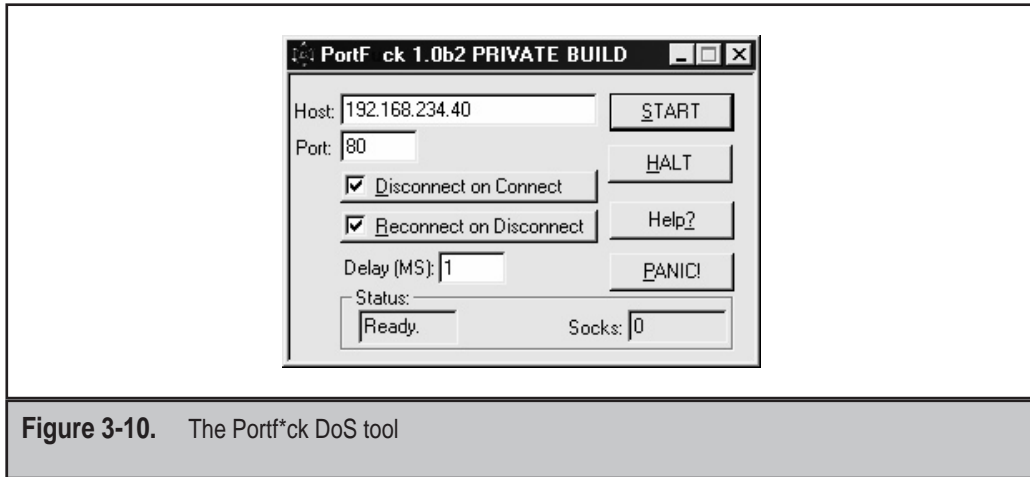 PortF ck 1.0b2 PRIVATE BUILD
Host: 192.168.234.40
START
Port: 80
HALT
Disconnect on Connect
Reconnect on Disconnect
Help?
Delay (MS): 1
PANIC!
Status:
Ready.
Socks: 0
Figure 3-10. The Portf*ck DoS tool